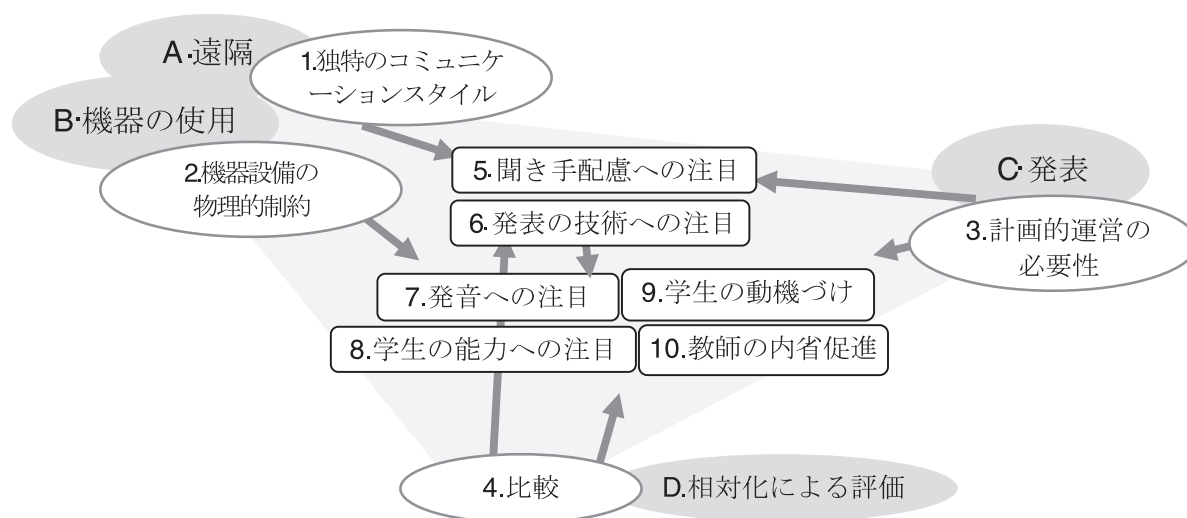 A·遠隔
1.独特のコミュニケ
ーションスタイル
B·機器の使用
2.機器設備の
物理的制約
C·発表
3.計画的運営の
必要性
5.聞き手配慮への注目
6.発表の技術への注目
7.発音への注目
9.学生の動機づけ
8.学生の能力への注目
10.教師の内省促進
4.比較
D.相対化による評価